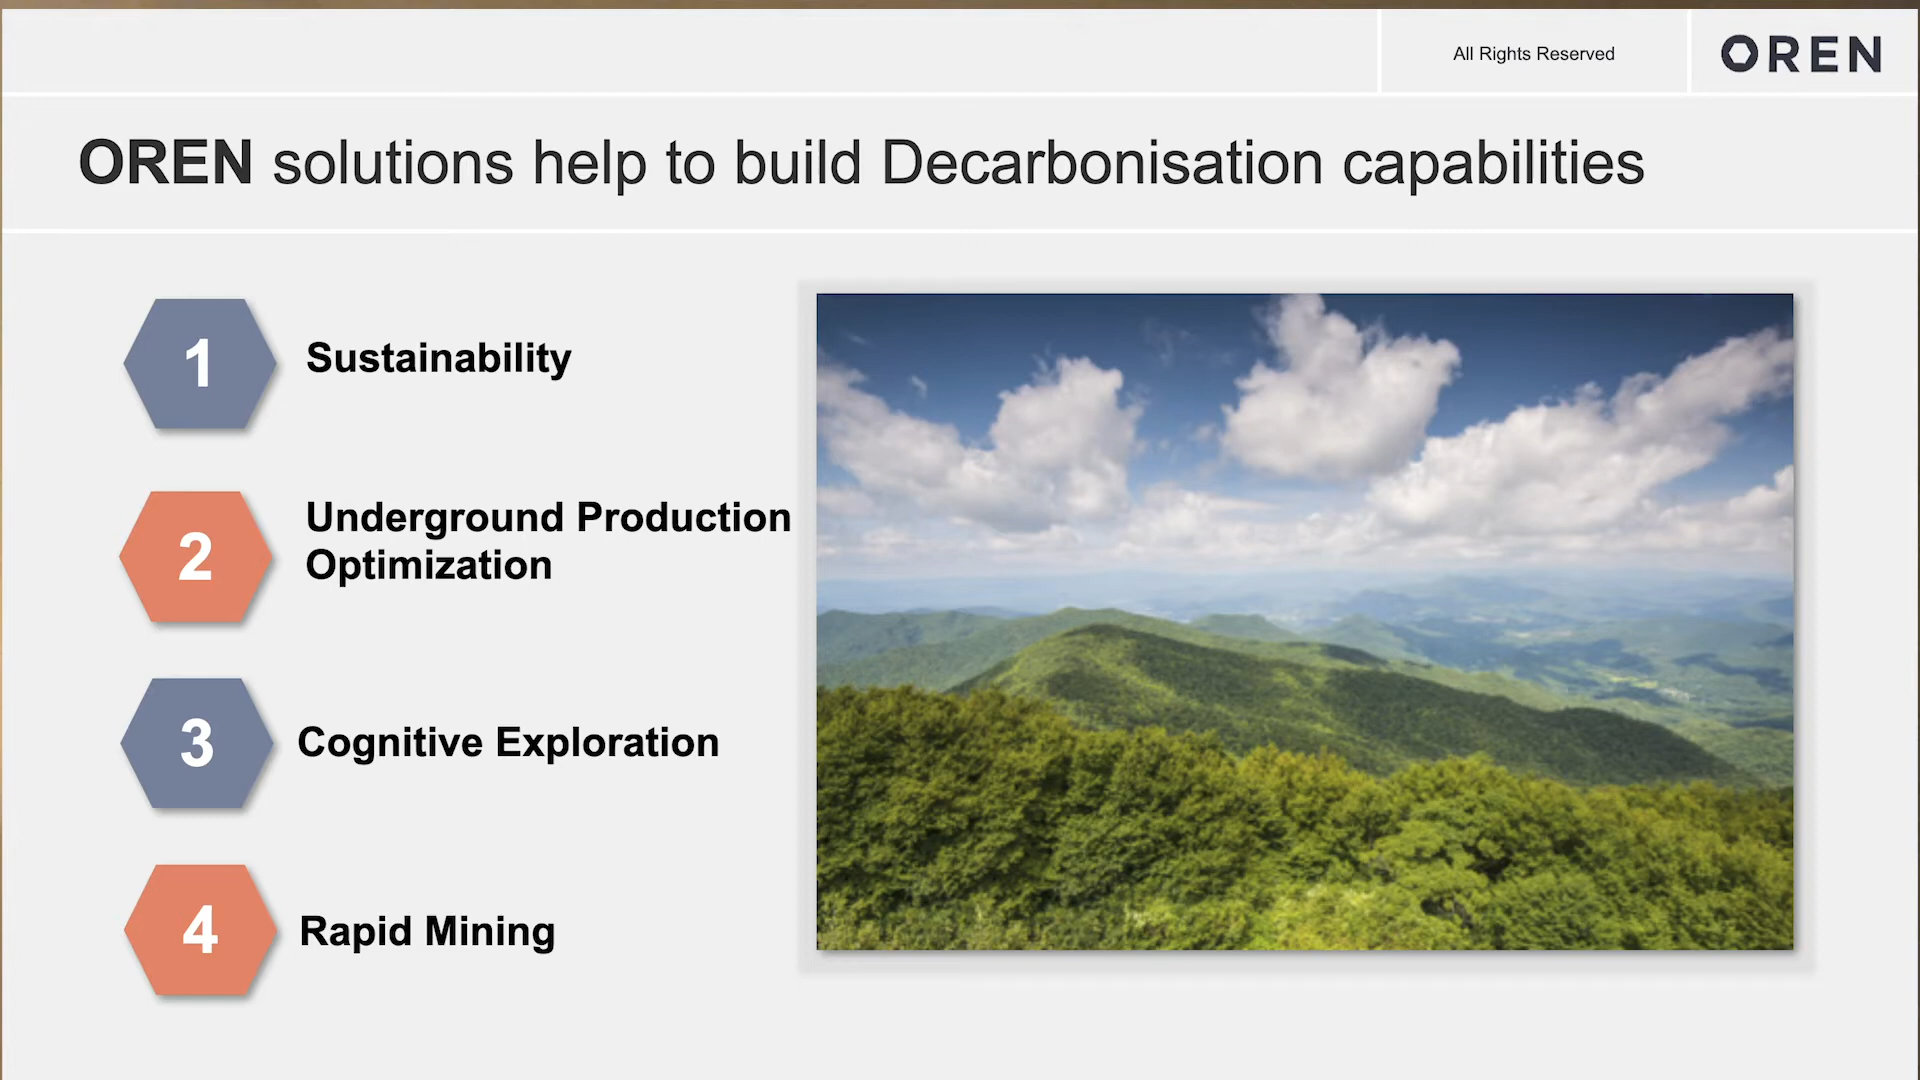 All Rights Reserved
OREN
OREN solutions help to build Decarbonisation capabilities
1
Sustainability
2
Underground Production
Optimization
3
Cognitive Exploration
4
Rapid Mining